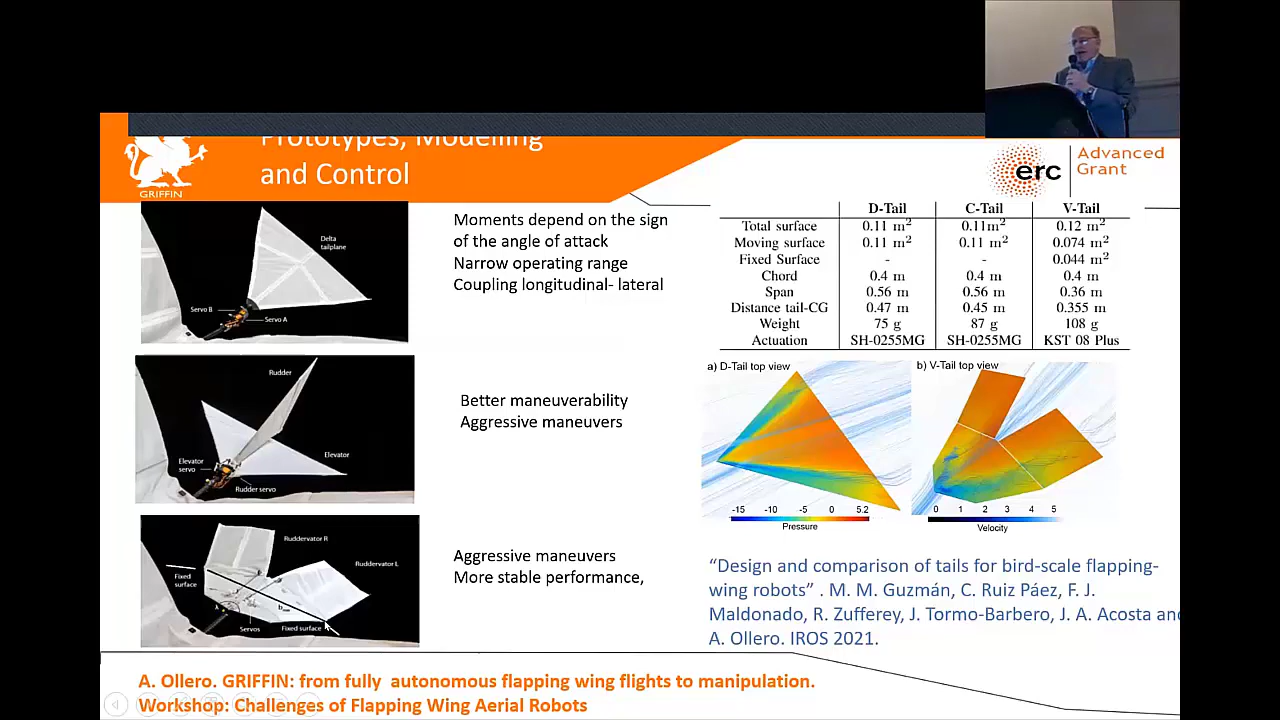 Prototypes, Modelling
and Control
GRIFFIN
erc
Advanced
Grant
Delta
tailplane
Servo B
Servo A
Moments depend on the sign
of the angle of attack
Narrow operating range
Coupling longitudinal- lateral
D-Tail C-Tail V-Tail
Total surface 0.11 m² 0.11m² 0.12 m²
Moving surface 0.11 m² 0.11 m² 0.074 m²
Fixed Surface - - 0.044 m²
Chord 0.4 m 0.4 m 0.4 m
Span 0.56 m 0.56 m 0.36 m
Distance tail-CG 0.47 m 0.45 m 0.355 m
Weight 75 g 87 g 108 g
Actuation SH-0255MG SH-0255MG KST 08 Plus
Rudder
Elevator
Elevator
servo
Rudder servo
Better maneuverability
Aggressive maneuvers
a) D-Tail top view
b) V-Tail top view
-15 -10 -5 0 5.2
Pressure
0 1 2 3 4 5
Velocity
Ruddervator R
Ruddervator L
Fixed
surface
λ
Servos
Fixed surface
Aggressive maneuvers
More stable performance,
“Design and comparison of tails for bird-scale flapping-
wing robots” . M. M. Guzmán, C. Ruiz Páez, F. J.
Maldonado, R. Zufferey, J. Tormo-Barbero, J. A. Acosta and
A. Ollero. IROS 2021.
A. Ollero. GRIFFIN: from fully autonomous flapping wing flights to manipulation.
Workshop: Challenges of Flapping Wing Aerial Robots